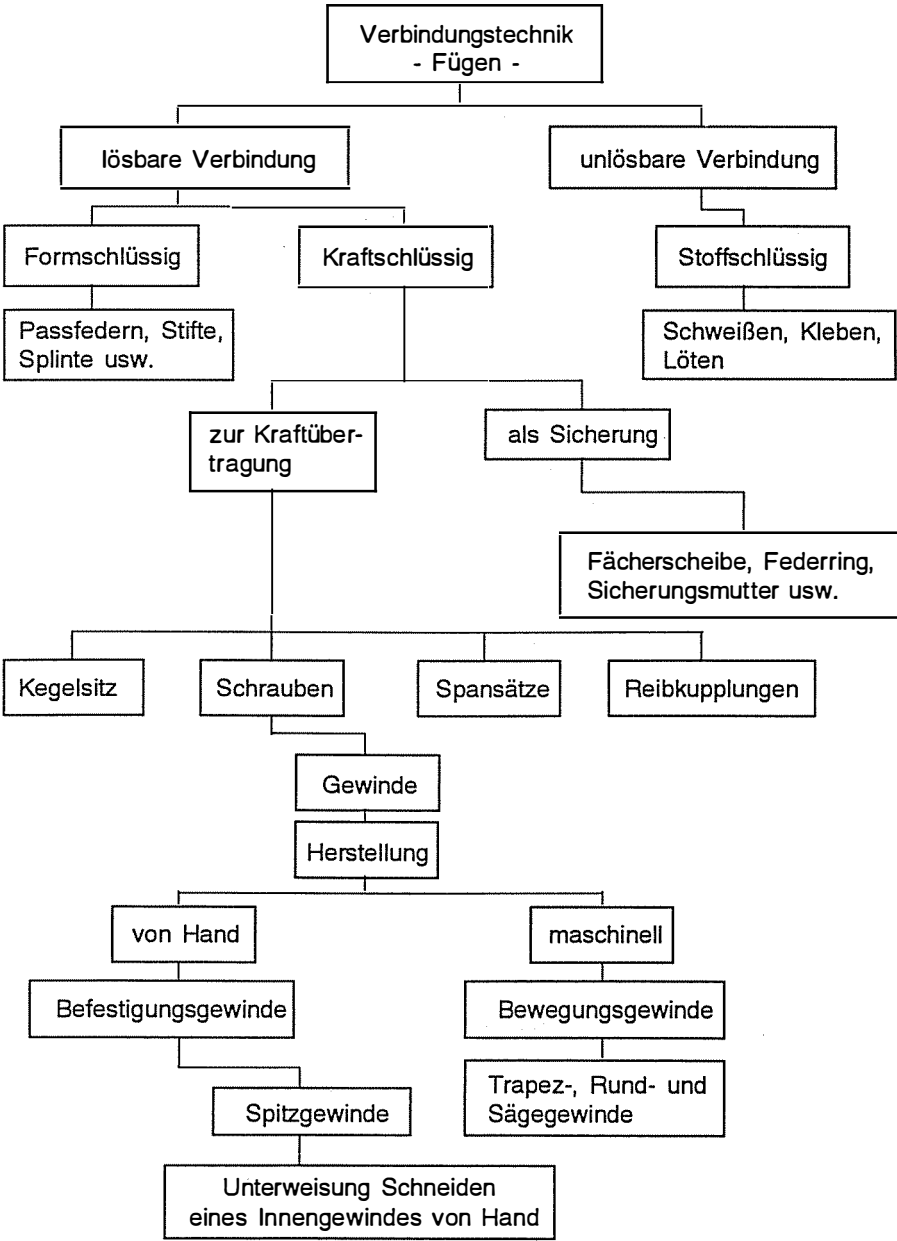 Verbindungstechnik
- Fügen -
lösbare Verbindung
unlösbare Verbindung
Formschlüssig
Kraftschlüssig
Stoffschlüssig
Passfedern, Stifte,
Splinte usw.
Schweißen, Kleben,
Löten
zur Kraftüber-
tragung
als Sicherung
Fächerscheibe, Federring,
Sicherungsmutter usw.
Kegelsitz
Schrauben
Spansätze
Reibkupplungen
Gewinde
Herstellung
von Hand
maschinell
Befestigungsgewinde
Bewegungsgewinde
Spitzgewinde
Trapez-, Rund- und
Sägegewinde
Unterweisung Schneiden
eines Innengewindes von Hand